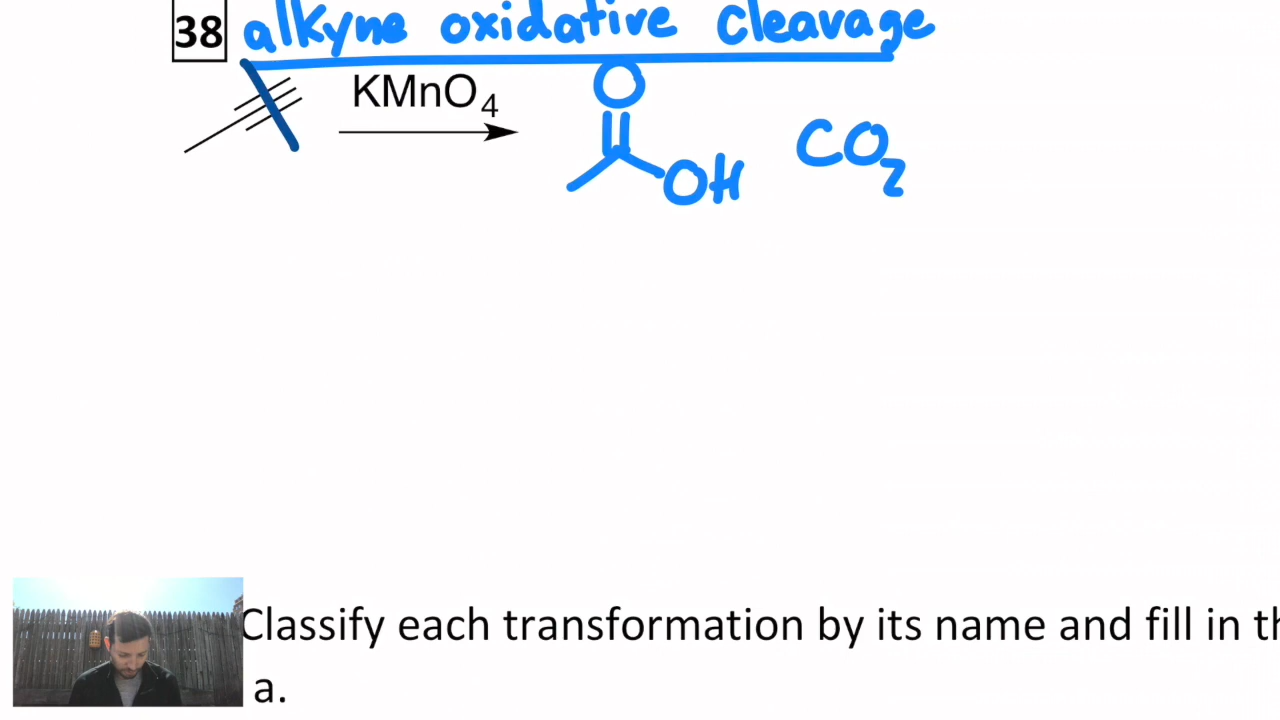 38 alkyne oxidative cleavage
KMnO₄
O
OH CO₂
Classify each transformation by its name and fill in th
a.